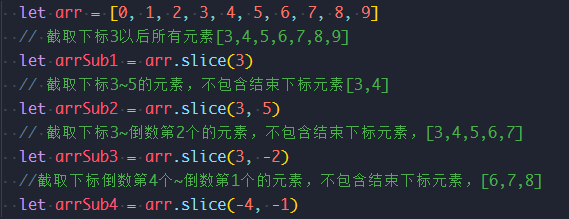 let arr = [0, 1, 2, 3, 4, 5, 6, 7, 8, 9]
// 截取下标3以后所有元素[3,4,5,6,7,8,9]
let arrSub1 = arr.slice(3)
// 截取下标3~5的元素，不包含结束下标元素[3,4]
let arrSub2 = arr.slice(3, 5)
// 截取下标3~倒数第2个的元素，不包含结束下标元素，[3,4,5,6,7]
let arrSub3 = arr.slice(3, -2)
//截取下标倒数第4个~倒数第1个的元素，不包含结束下标元素，[6,7,8]
let arrSub4 = arr.slice(-4, -1)